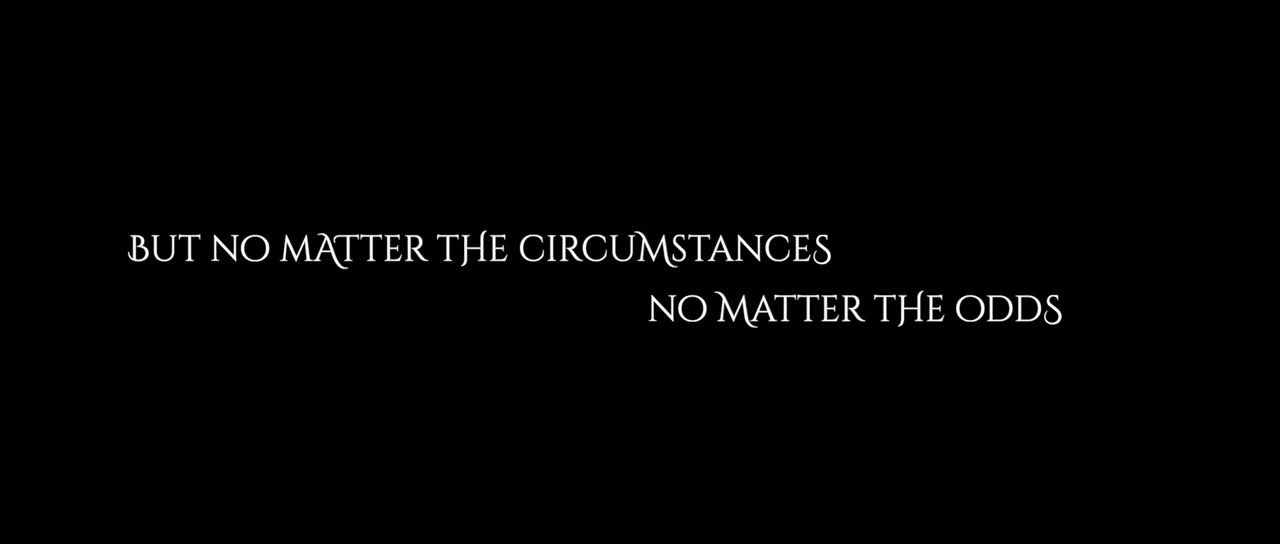 BUT NO MATTER THE CIRCUMSTANCES
NO MATTER THE ODDS